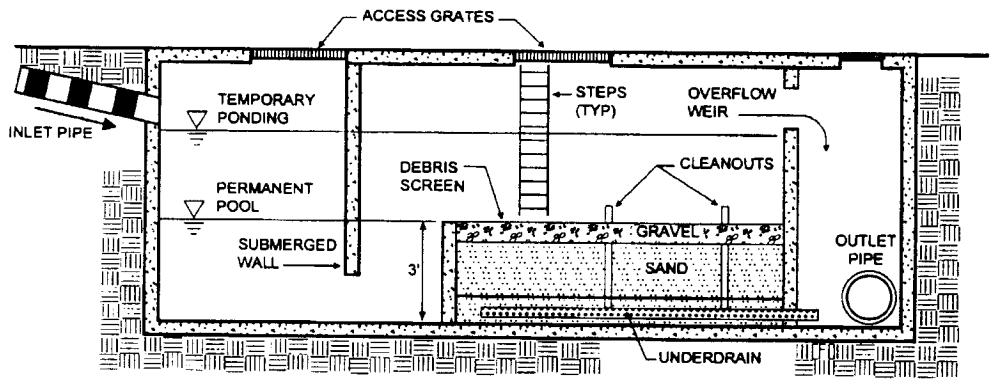 ACCESS GRATES
TEMPORARY
PONDING
INLET PIPE
STEPS
(TYP)
OVERFLOW
WEIR
DEBRIS
SCREEN
CLEANOUTS
PERMANENT
POOL
SUBMERGED
WALL
3'
GRAVEL
SAND
OUTLET
PIPE
UNDERDRAIN